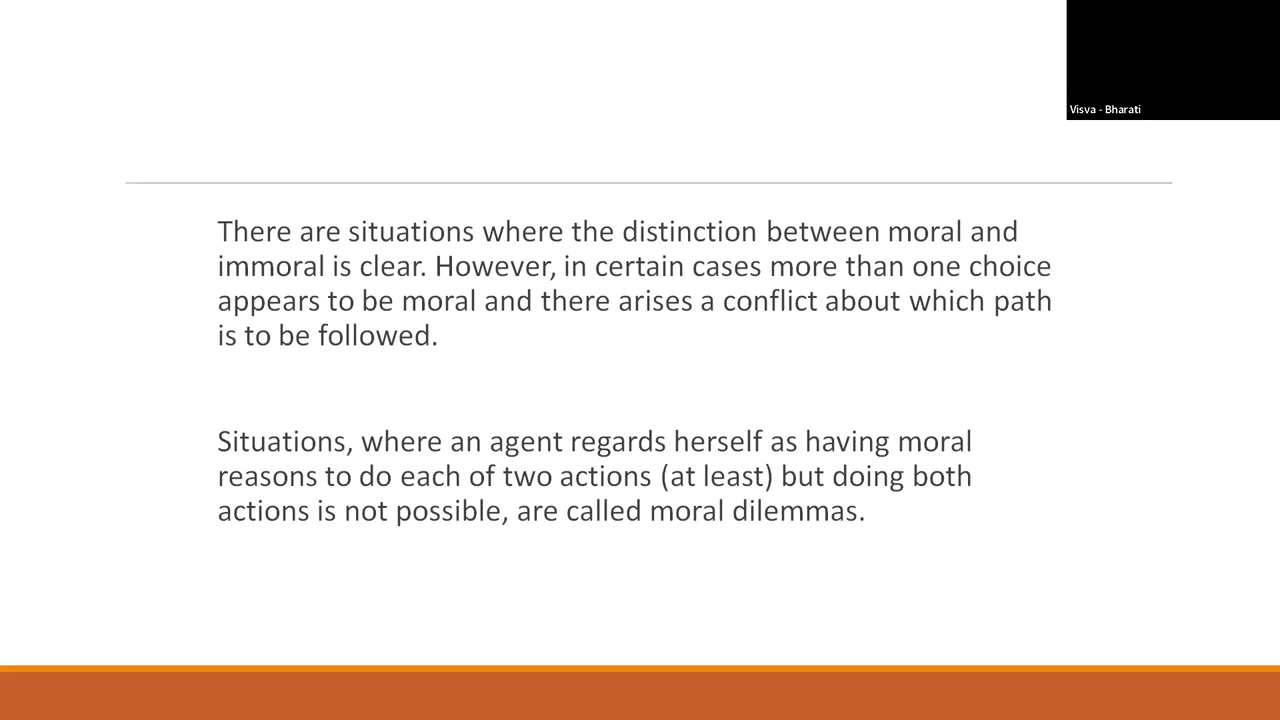 Visva - Bharati
There are situations where the distinction between moral and
immoral is clear. However, in certain cases more than one choice
appears to be moral and there arises a conflict about which path
is to be followed.
Situations, where an agent regards herself as having moral
reasons to do each of two actions (at least) but doing both
actions is not possible, are called moral dilemmas.